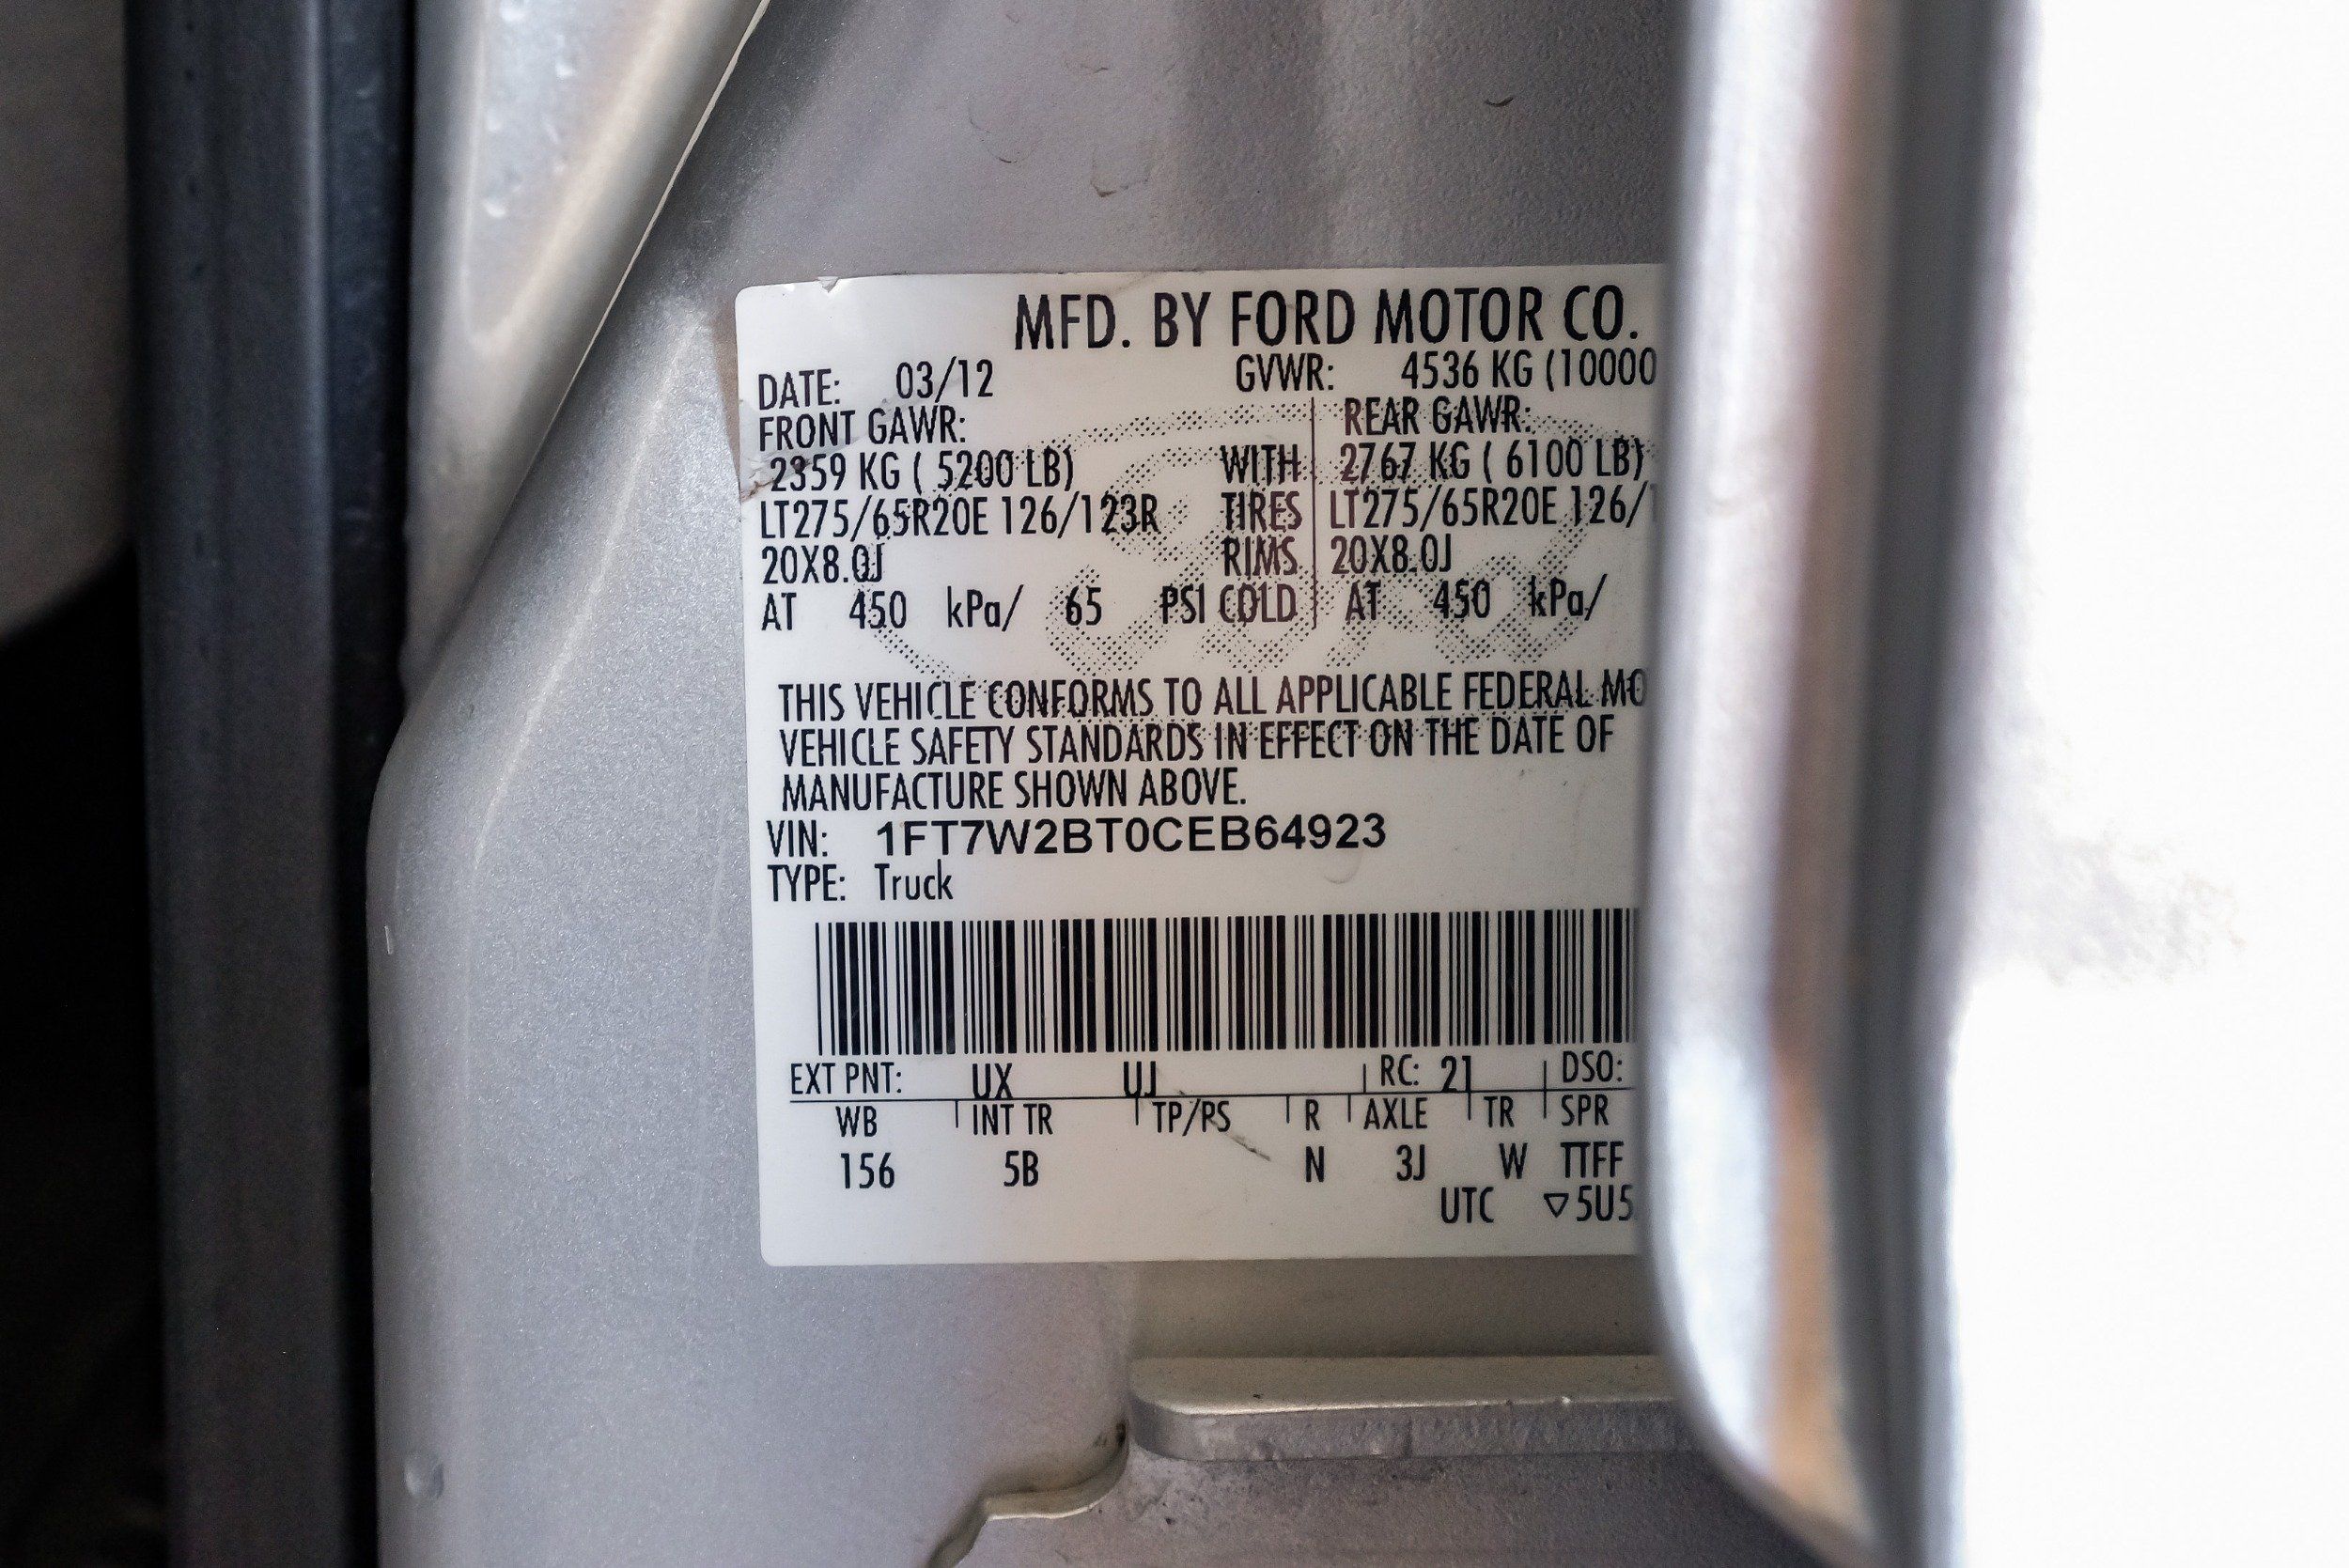 MFD. BY FORD MOTOR CO.
DATE: 03/12 GVWR: 4536 KG (10000
FRONT GAWR: REAR GAWR:
2359 KG ( 5200 LB) WITH 2767 KG ( 6100 LB)
LT275/65R20E 126/123R TIRES LT275/65R20E 126/1
20X8.0J RIMS 20X8.0J
AT 450 kPa/ 65 PSI COLD AT 450 kPa/
THIS VEHICLE CONFORMS TO ALL APPLICABLE FEDERAL MO
VEHICLE SAFETY STANDARDS IN EFFECT ON THE DATE OF
MANUFACTURE SHOWN ABOVE.
VIN: 1FT7W2BT0CEB64923
TYPE: Truck
EXT PNT: UX UJ RC: 21 DSO:
WB INT TR TP/PS R AXLE TR SPR
156 5B N 3J W TTFF
UTC ▽5U5